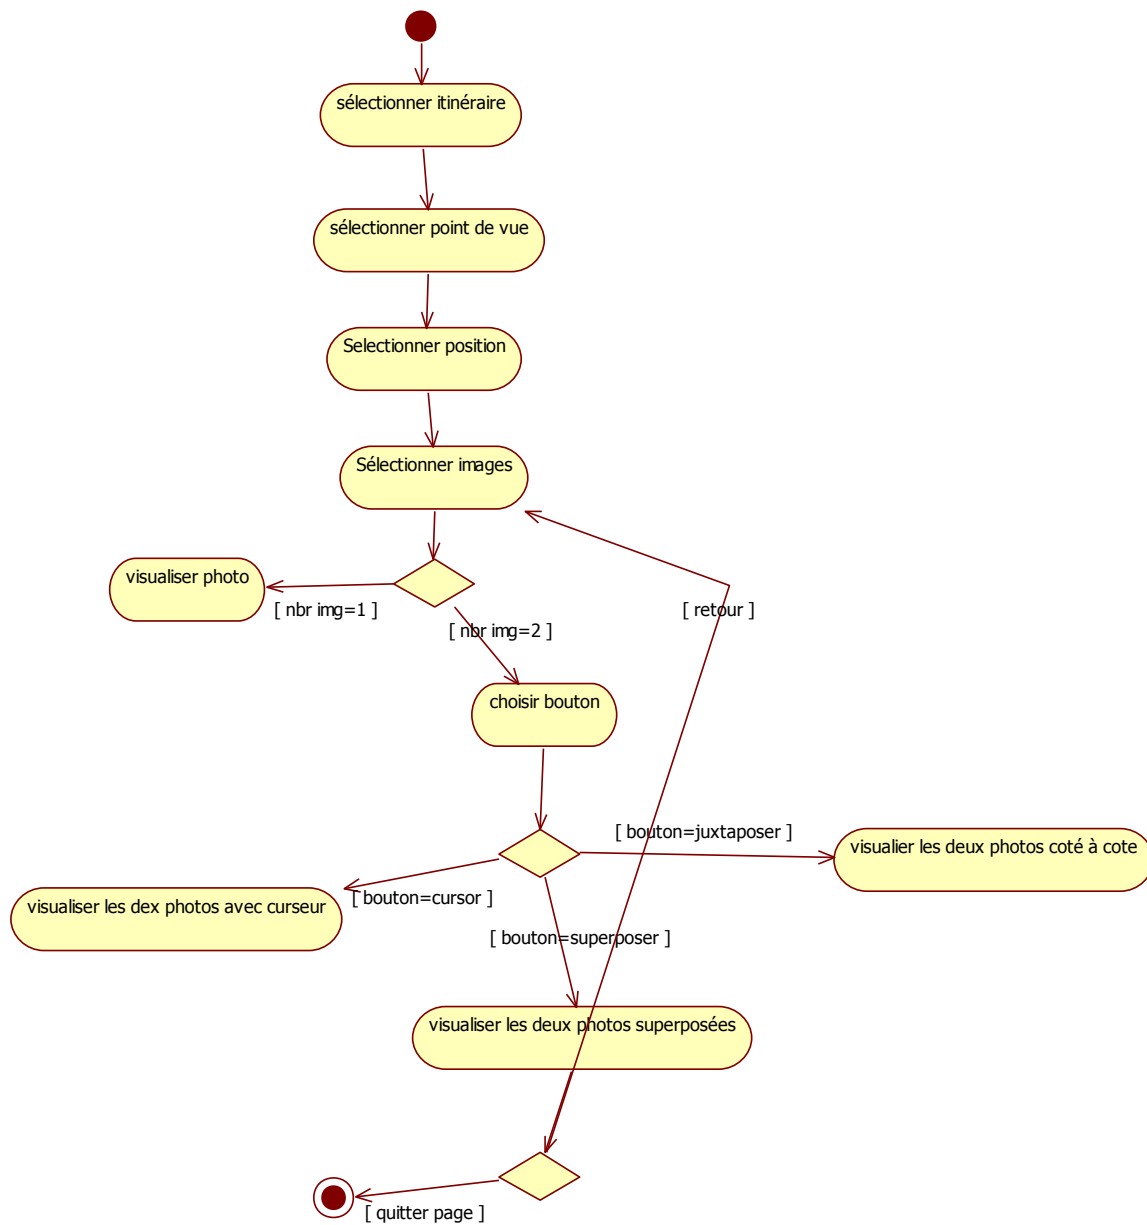 sélectionner itinéraire
sélectionner point de vue
Selectionner position
Sélectionner images
visualiser photo
[ nbr img=1 ]
[ retour ]
[ nbr img=2 ]
choisir bouton
[ bouton=juxtaposer ]
visualier les deux photos coté à cote
[ bouton=cursor ]
visualiser les dex photos avec curseur
[ bouton=superposer ]
visualiser les deux photos superposées
[ quitter page ]